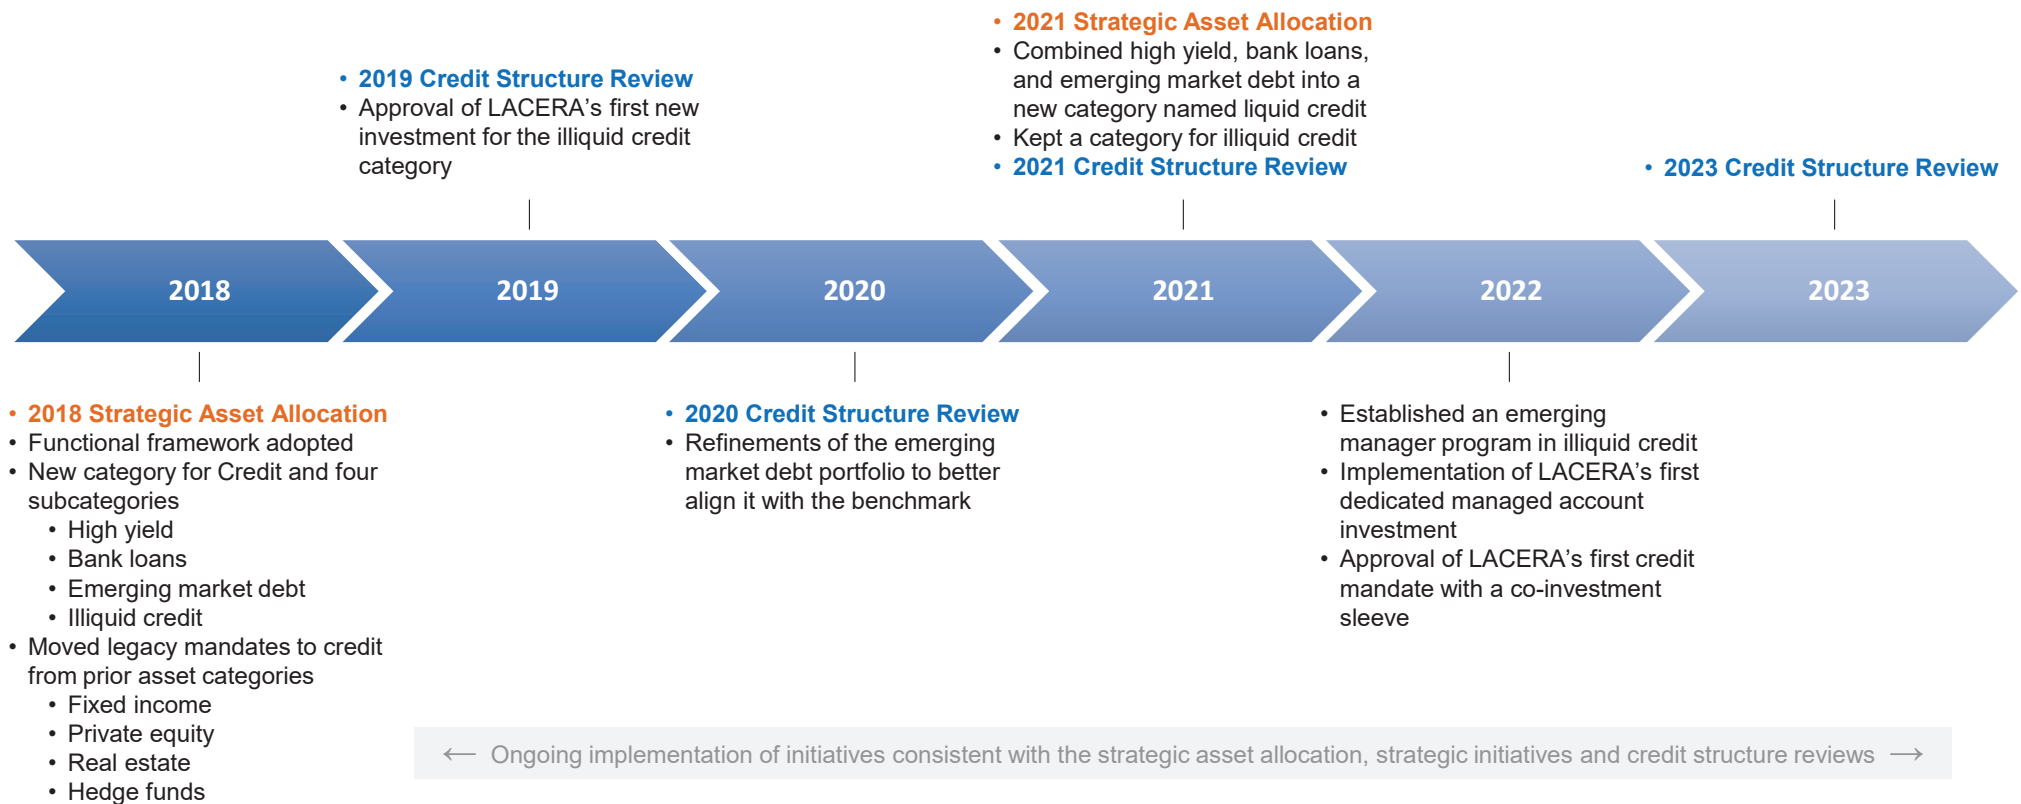 • 2019 Credit Structure Review
• Approval of LACERA's first new
investment for the illiquid credit
category
• 2021 Strategic Asset Allocation
• Combined high yield, bank loans,
and emerging market debt into a
new category named liquid credit
• Kept a category for illiquid credit
• 2021 Credit Structure Review
• 2023 Credit Structure Review
2018
2019
2020
2021
2022
2023
• 2018 Strategic Asset Allocation
• Functional framework adopted
• New category for Credit and four
subcategories
• High yield
• Bank loans
• Emerging market debt
• Illiquid credit
• Moved legacy mandates to credit
from prior asset categories
• Fixed income
• Private equity
• Real estate
• Hedge funds
• 2020 Credit Structure Review
• Refinements of the emerging
market debt portfolio to better
align it with the benchmark
• Established an emerging
manager program in illiquid credit
• Implementation of LACERA's first
dedicated managed account
investment
• Approval of LACERA's first credit
mandate with a co-investment
sleeve
← Ongoing implementation of initiatives consistent with the strategic asset allocation, strategic initiatives and credit structure reviews →